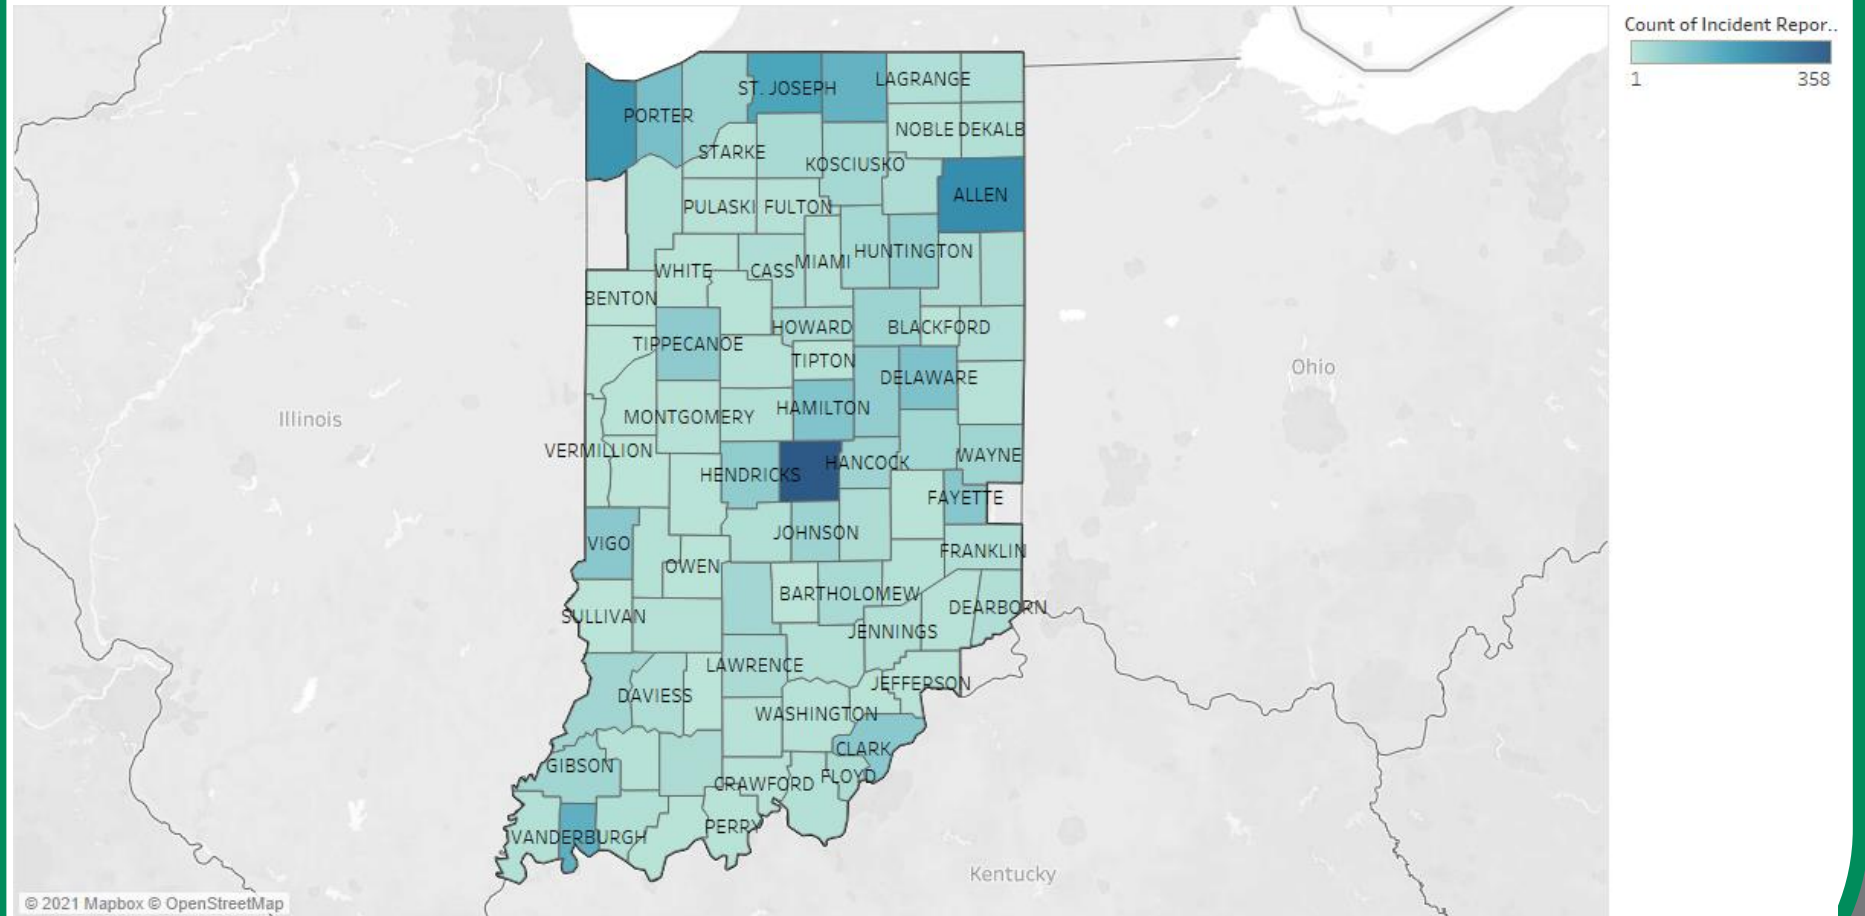 Count of Incident Repor..
1 358
ST. JOSEPH
LAGRANGE
PORTER
NOBLE
DEKALB
STARKE
KOSCIUSKO
ALLEN
PULASKI
FULTON
HUNTINGTON
WHITE
CASS
MIAMI
BENTON
HOWARD
BLACKFORD
TIPPECANOE
TIPTON
Ohio
DELAWARE
HAMILTON
Illinois
MONTGOMERY
VERMILLION
HENDRICKS
HANCOCK
WAYNE
FAYETTE
JOHNSON
VIGO
FRANKLIN
OWEN
BARTHOLOMEW
DEARBORN
SULLIVAN
JENNINGS
LAWRENCE
JEFFERSON
DAVIESS
WASHINGTON
CLARK
GIBSON
CRAWFORD
FLOYD
PERRY
VANDERBURGH
Kentucky
© 2021 Mapbox © OpenStreetMap